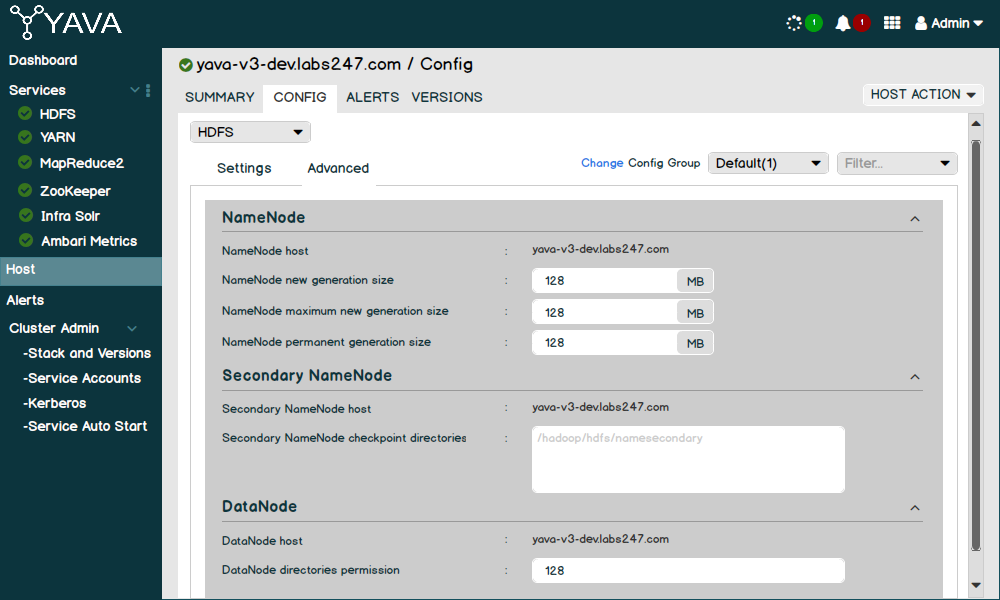 YAVA
1
1
Admin
Dashboard
Services
HDFS
YARN
MapReduce2
ZooKeeper
Infra Solr
Ambari Metrics
Host
Alerts
Cluster Admin
-Stack and Versions
-Service Accounts
-Kerberos
-Service Auto Start
yava-v3-dev.labs247.com / Config
SUMMARY CONFIG ALERTS VERSIONS
HOST ACTION
HDFS
Settings Advanced
Change Config Group Default(1) Filter...
NameNode
NameNode host : yava-v3-dev.labs247.com
NameNode new generation size : 128 MB
NameNode maximum new generation size : 128 MB
NameNode permanent generation size : 128 MB
Secondary NameNode
Secondary NameNode host : yava-v3-dev.labs247.com
Secondary NameNode checkpoint directories : /hadoop/hdfs/namesecondary
DataNode
DataNode host : yava-v3-dev.labs247.com
DataNode directories permission : 128